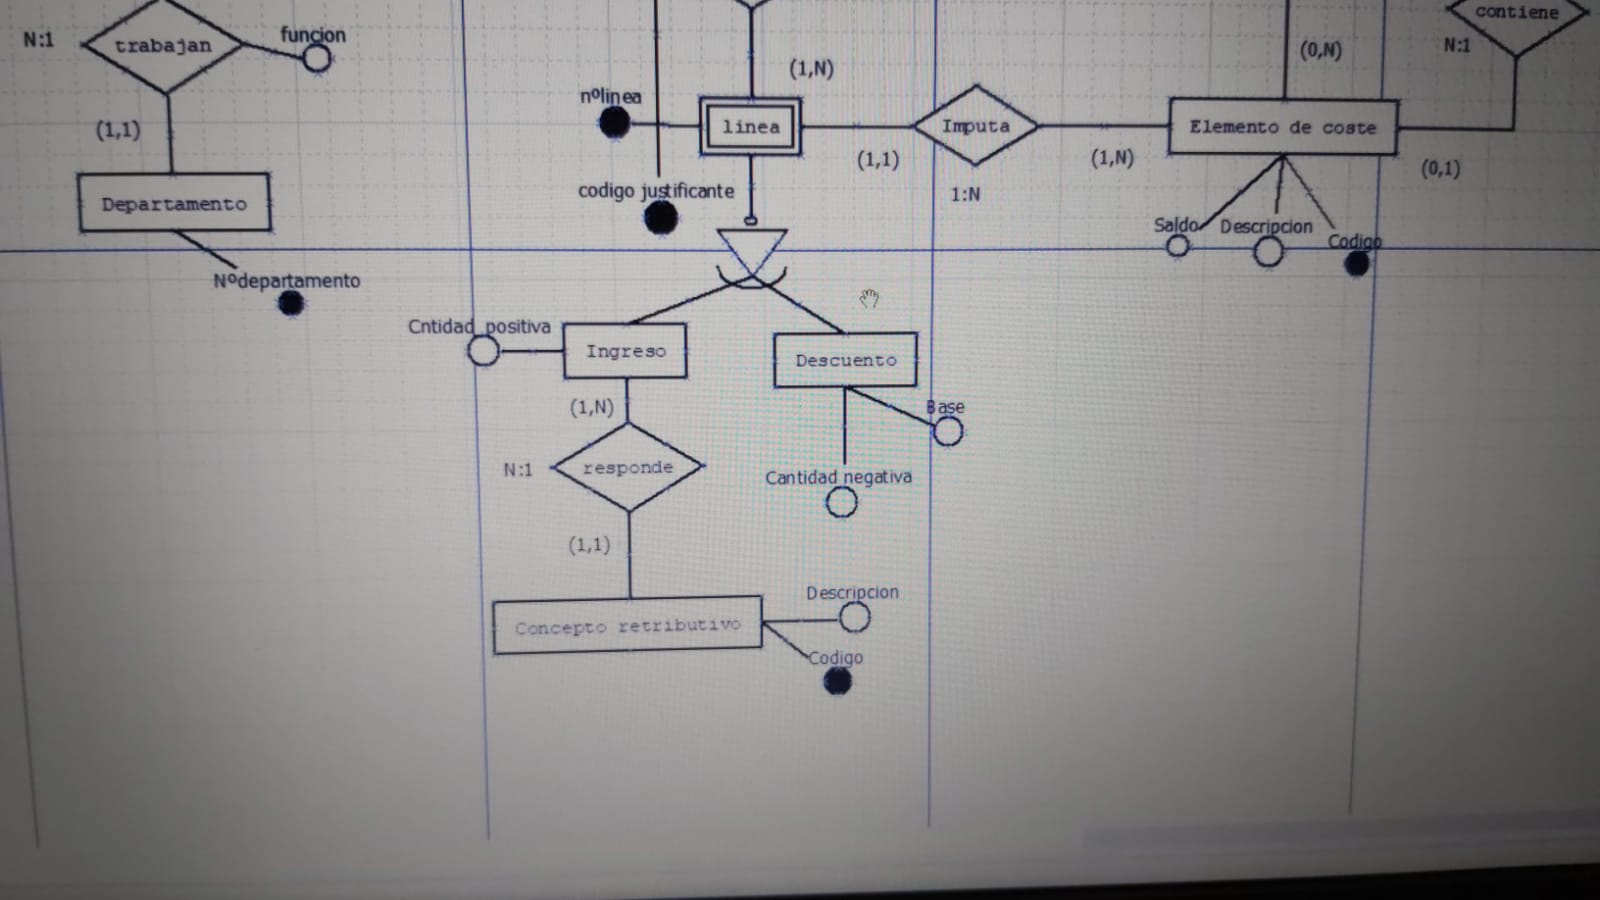 contiene
N:1
trabajan
funcion
N:1
(0,N)
(1,N)
nºlinea
linea
Imputa
Elemento de coste
(1,1)
(1,1)
(1,N)
(0,1)
codigo justificante
1:N
Departamento
Saldo
Descripcion
Codigo
Nºdepartamento
Cntidad positiva
Ingreso
Descuento
(1,N)
Base
N:1
responde
Cantidad negativa
(1,1)
Descripcion
Concepto retributivo
Codigo